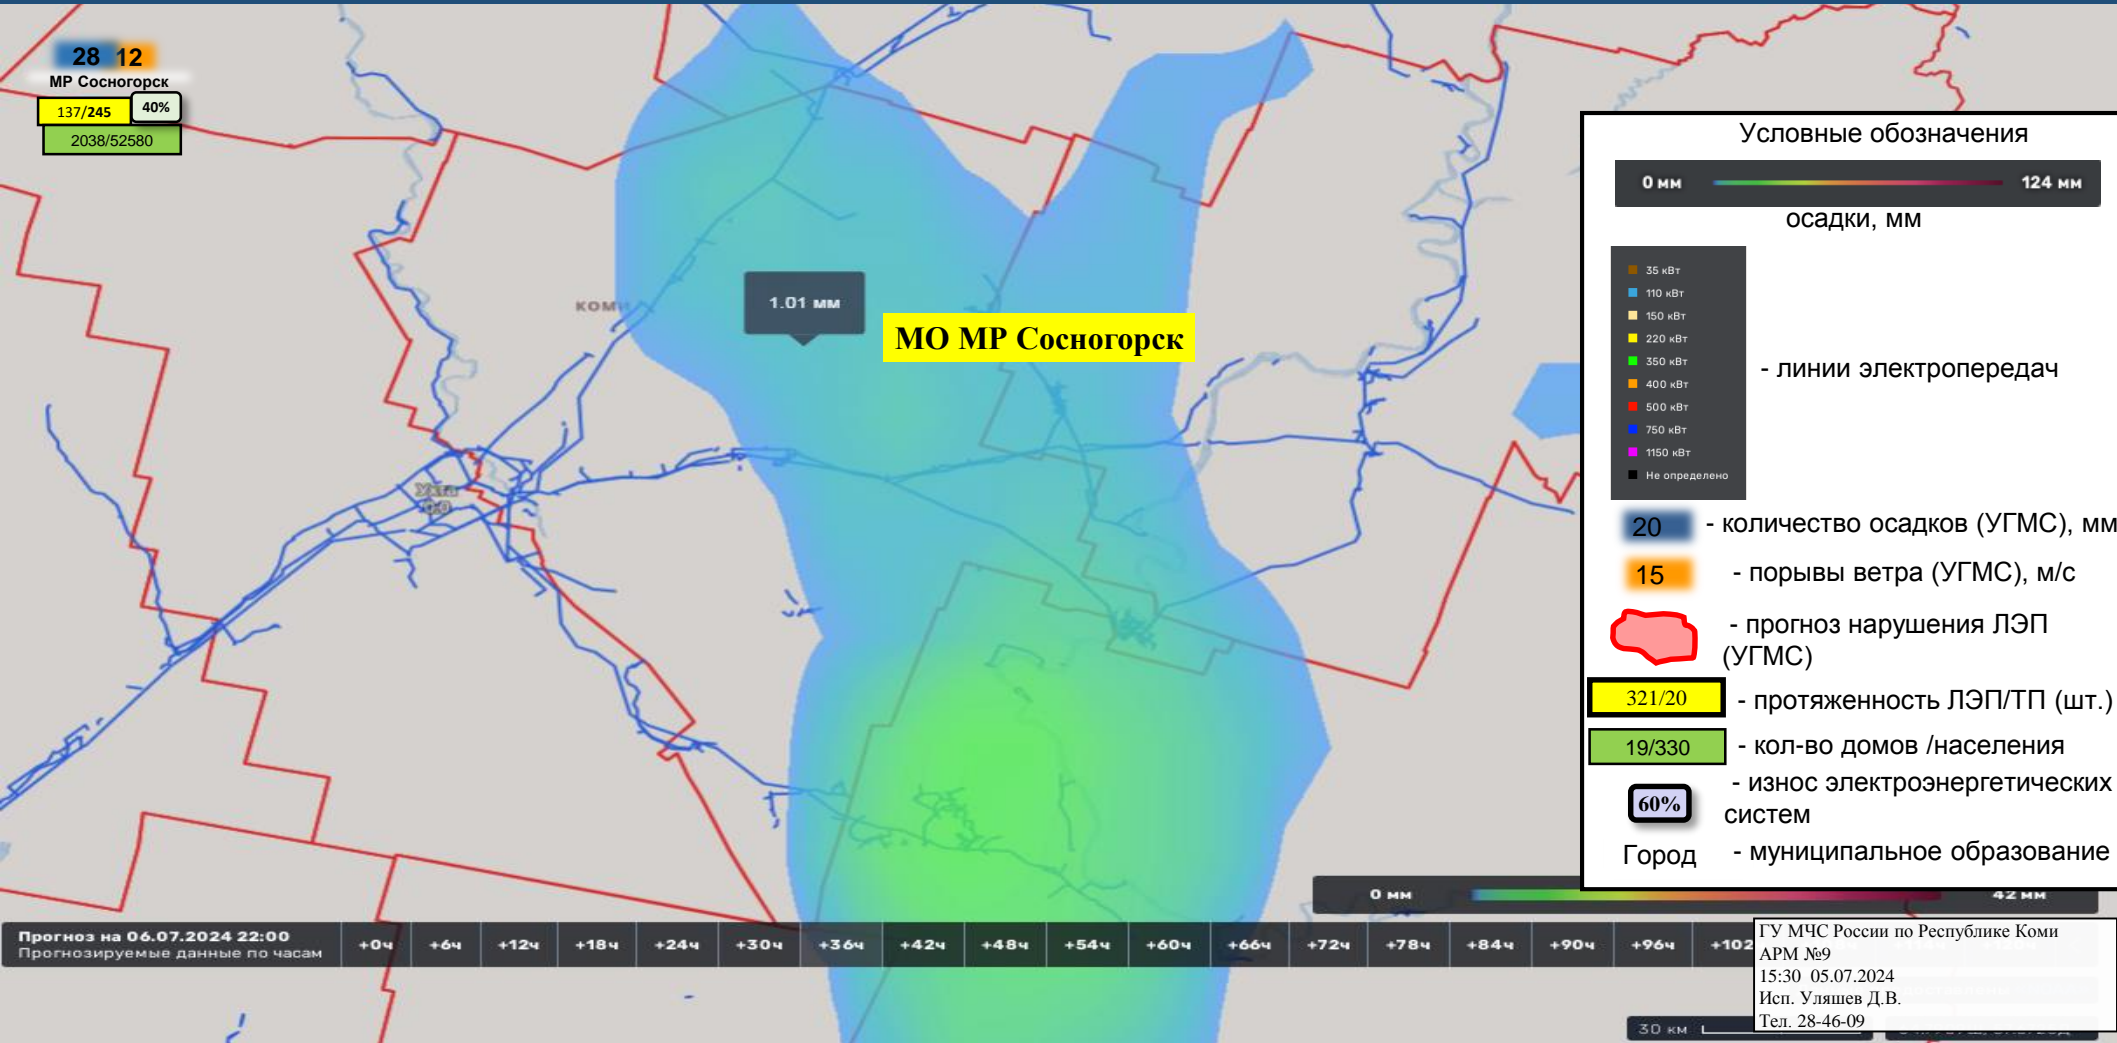 28 12
МР Сосногорск
137/245 40%
2038/52580
КОМИ
1.01 мм
МО МР Сосногорск
Ухта
Условные обозначения
0 мм 124 мм
осадки, мм
35 кВт
110 кВт
150 кВт
220 кВт
350 кВт
400 кВт
500 кВт
750 кВт
1150 кВт
Не определено
- линии электропередач
20 - количество осадков (УГМС), мм
15 - порывы ветра (УГМС), м/с
- прогноз нарушения ЛЭП
(УГМС)
321/20 - протяженность ЛЭП/ТП (шт.)
19/330 - кол-во домов /населения
60% - износ электроэнергетических
систем
Город - муниципальное образование
0 мм 42 мм
Прогноз на 06.07.2024 22:00
Прогнозируемые данные по часам
+0ч +6ч +12ч +18ч +24ч +30ч +36ч +42ч +48ч +54ч +60ч +66ч +72ч +78ч +84ч +90ч +96ч +102
ГУ МЧС России по Республике Коми
АРМ №9
15:30 05.07.2024
Исп. Уляшев Д.В.
Тел. 28-46-09
30 км